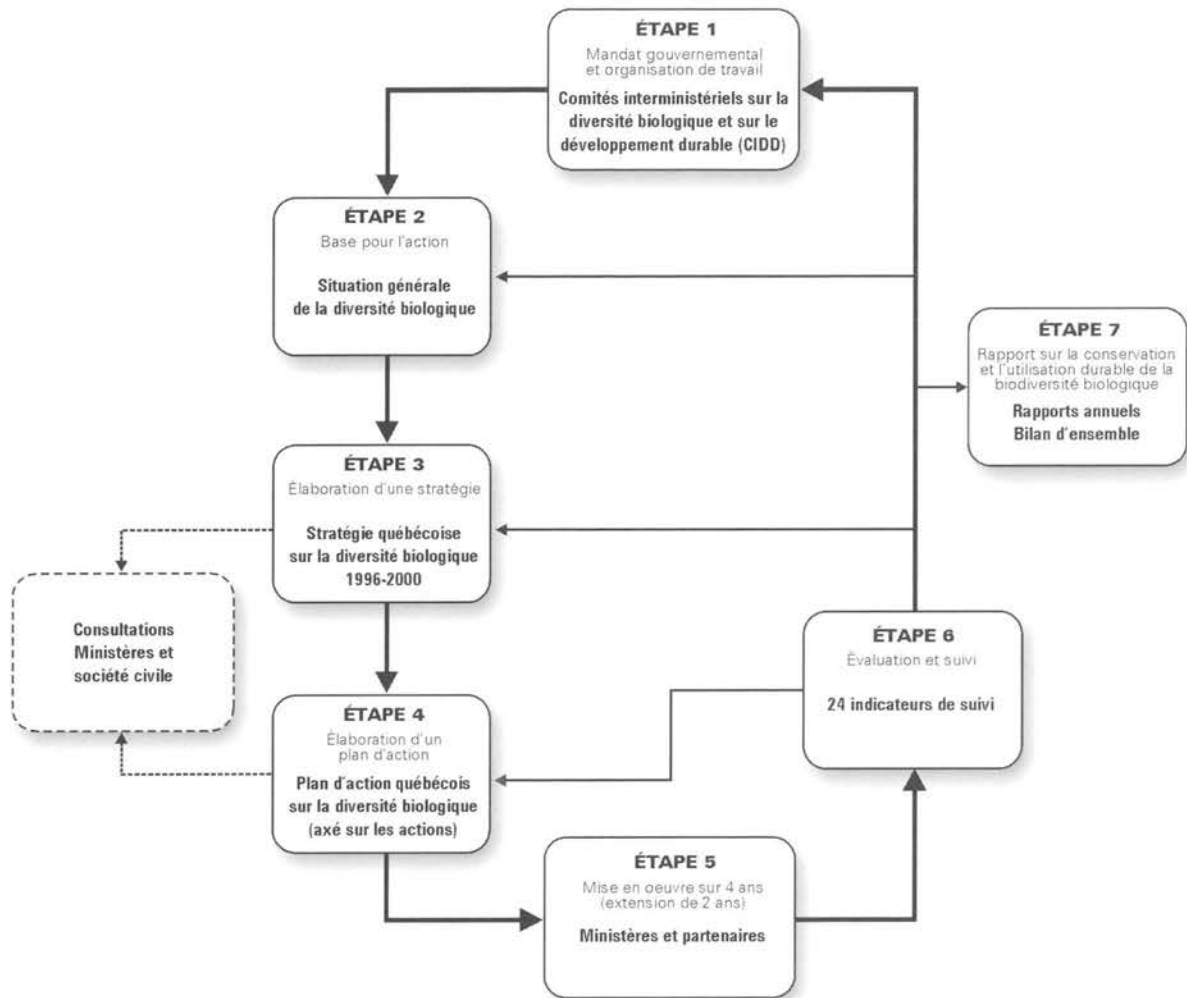 ÉTAPE 1
Mandat gouvernemental
et organisation de travail
Comités interministériels sur la
diversité biologique et sur le
développement durable (CIDD)
ÉTAPE 2
Base pour l'action
Situation générale
de la diversité biologique
ÉTAPE 7
Rapport sur la conservation
et l'utilisation durable de la
biodiversité biologique
Rapports annuels
Bilan d'ensemble
ÉTAPE 3
Élaboration d'une stratégie
Stratégie québécoise
sur la diversité biologique
1996-2000
Consultations
Ministères et
société civile
ÉTAPE 6
Évaluation et suivi
24 indicateurs de suivi
ÉTAPE 4
Élaboration d'un
plan d'action
Plan d'action québécois
sur la diversité biologique
(axé sur les actions)
ÉTAPE 5
Mise en oeuvre sur 4 ans
(extension de 2 ans)
Ministères et partenaires